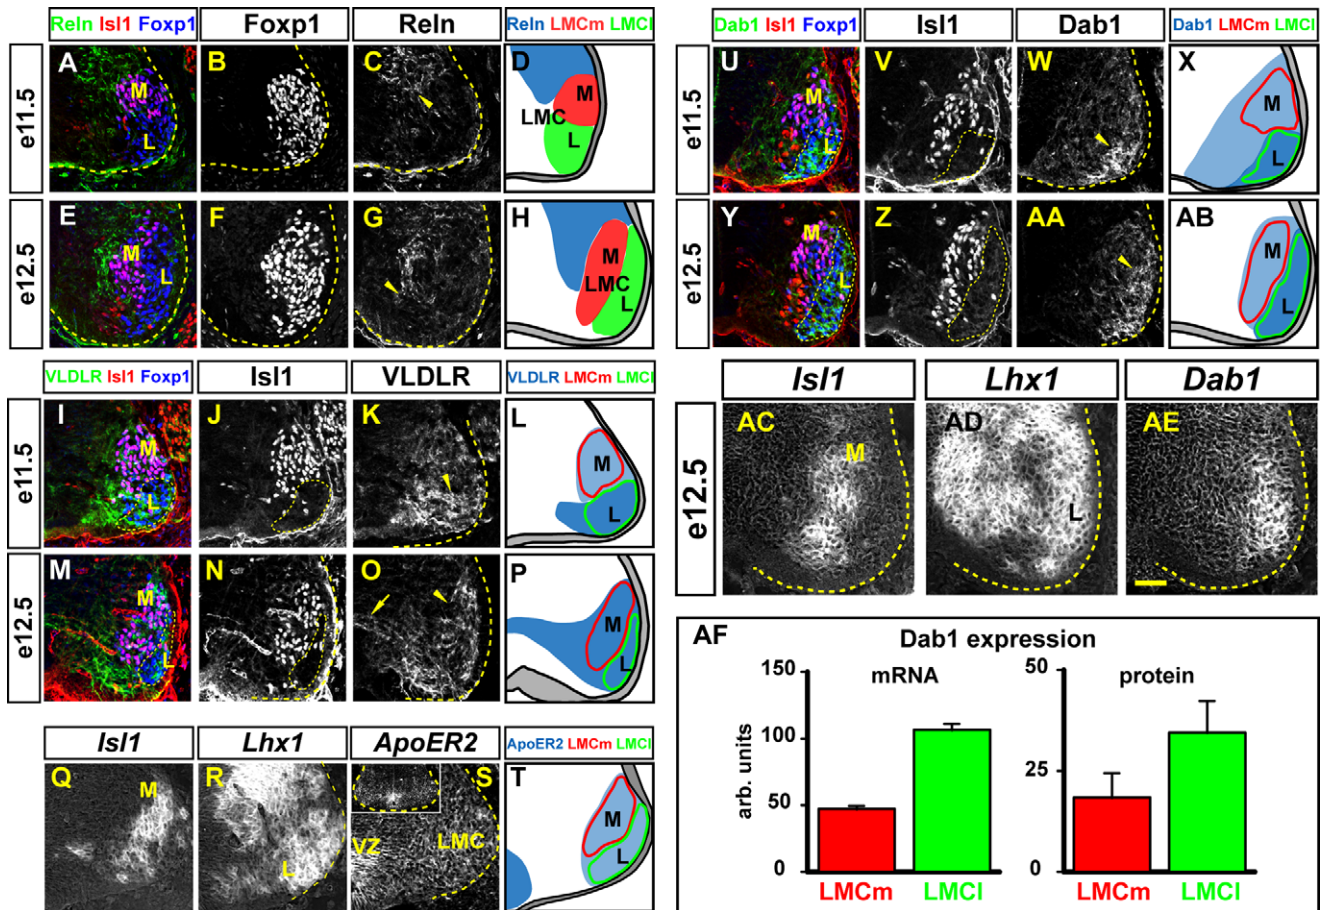 Reln Isl1 Foxp1
Foxp1
Reln
Reln LMCm LMCl
e11.5
A
M
L
B
C
D
M
LMC
L
e12.5
E
M
L
F
G
H
M
LMC
L
VLDLR Isl1 Foxp1
Isl1
VLDLR
VLDLR LMCm LMCl
e11.5
I
M
L
J
K
L
M
L
e12.5
M
M
L
N
O
P
M
L
Isl1
Lhx1
ApoER2
ApoER2 LMCm LMCl
Q
M
R
L
S
VZ
LMC
T
M
L
Dab1 Isl1 Foxp1
Isl1
Dab1
Dab1 LMCm LMCl
e11.5
U
M
L
V
W
X
M
L
e12.5
Y
M
L
Z
AA
AB
M
L
Isl1
Lhx1
Dab1
e12.5
AC
M
AD
L
AE
AF
Dab1 expression
mRNA
arb. units
150
100
50
0
LMCm
LMCl
protein
50
25
0
LMCm
LMCl